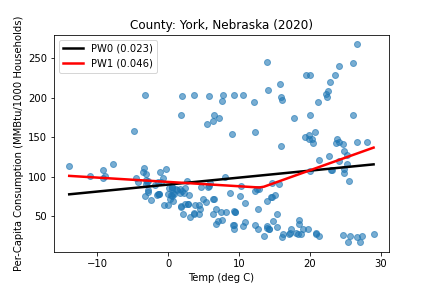 County: York, Nebraska (2020)
PW0 (0.023)
PW1 (0.046)
Per-Capita Consumption (MMBtu/1000 Households)
250
200
150
100
50
−10
0
10
20
30
Temp (deg C)